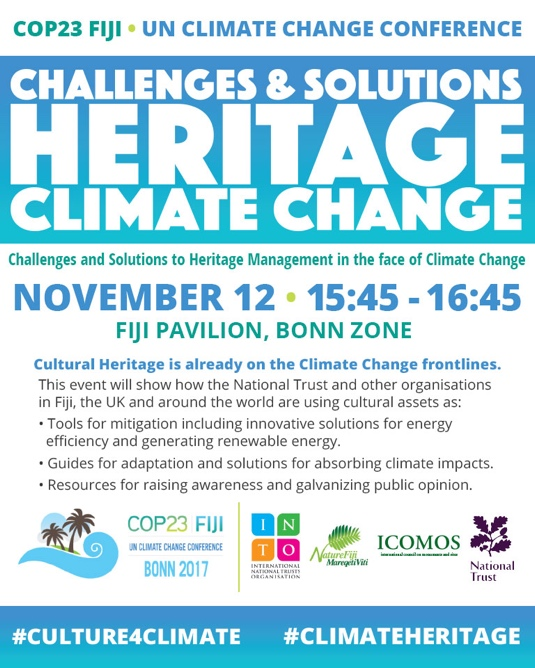 COP23 FIJI • UN CLIMATE CHANGE CONFERENCE
CHALLENGES & SOLUTIONS
HERITAGE
CLIMATE CHANGE
Challenges and Solutions to Heritage Management in the face of Climate Change
NOVEMBER 12 • 15:45 - 16:45
FIJI PAVILION, BONN ZONE
Cultural Heritage is already on the Climate Change frontlines.
This event will show how the National Trust and other organisations
in Fiji, the UK and around the world are using cultural assets as:
• Tools for mitigation including innovative solutions for energy
efficiency and generating renewable energy.
• Guides for adaptation and solutions for absorbing climate impacts.
• Resources for raising awareness and galvanizing public opinion.
COP23 FIJI
UN CLIMATE CHANGE CONFERENCE
BONN 2017
I N
T O
INTERNATIONAL
NATIONAL TRUSTS
ORGANISATION
NatureFiji
MareqetiViti
ICOMOS
international council on monuments and sites
National
Trust
#CULTURE4CLIMATE #CLIMATEHERITAGE